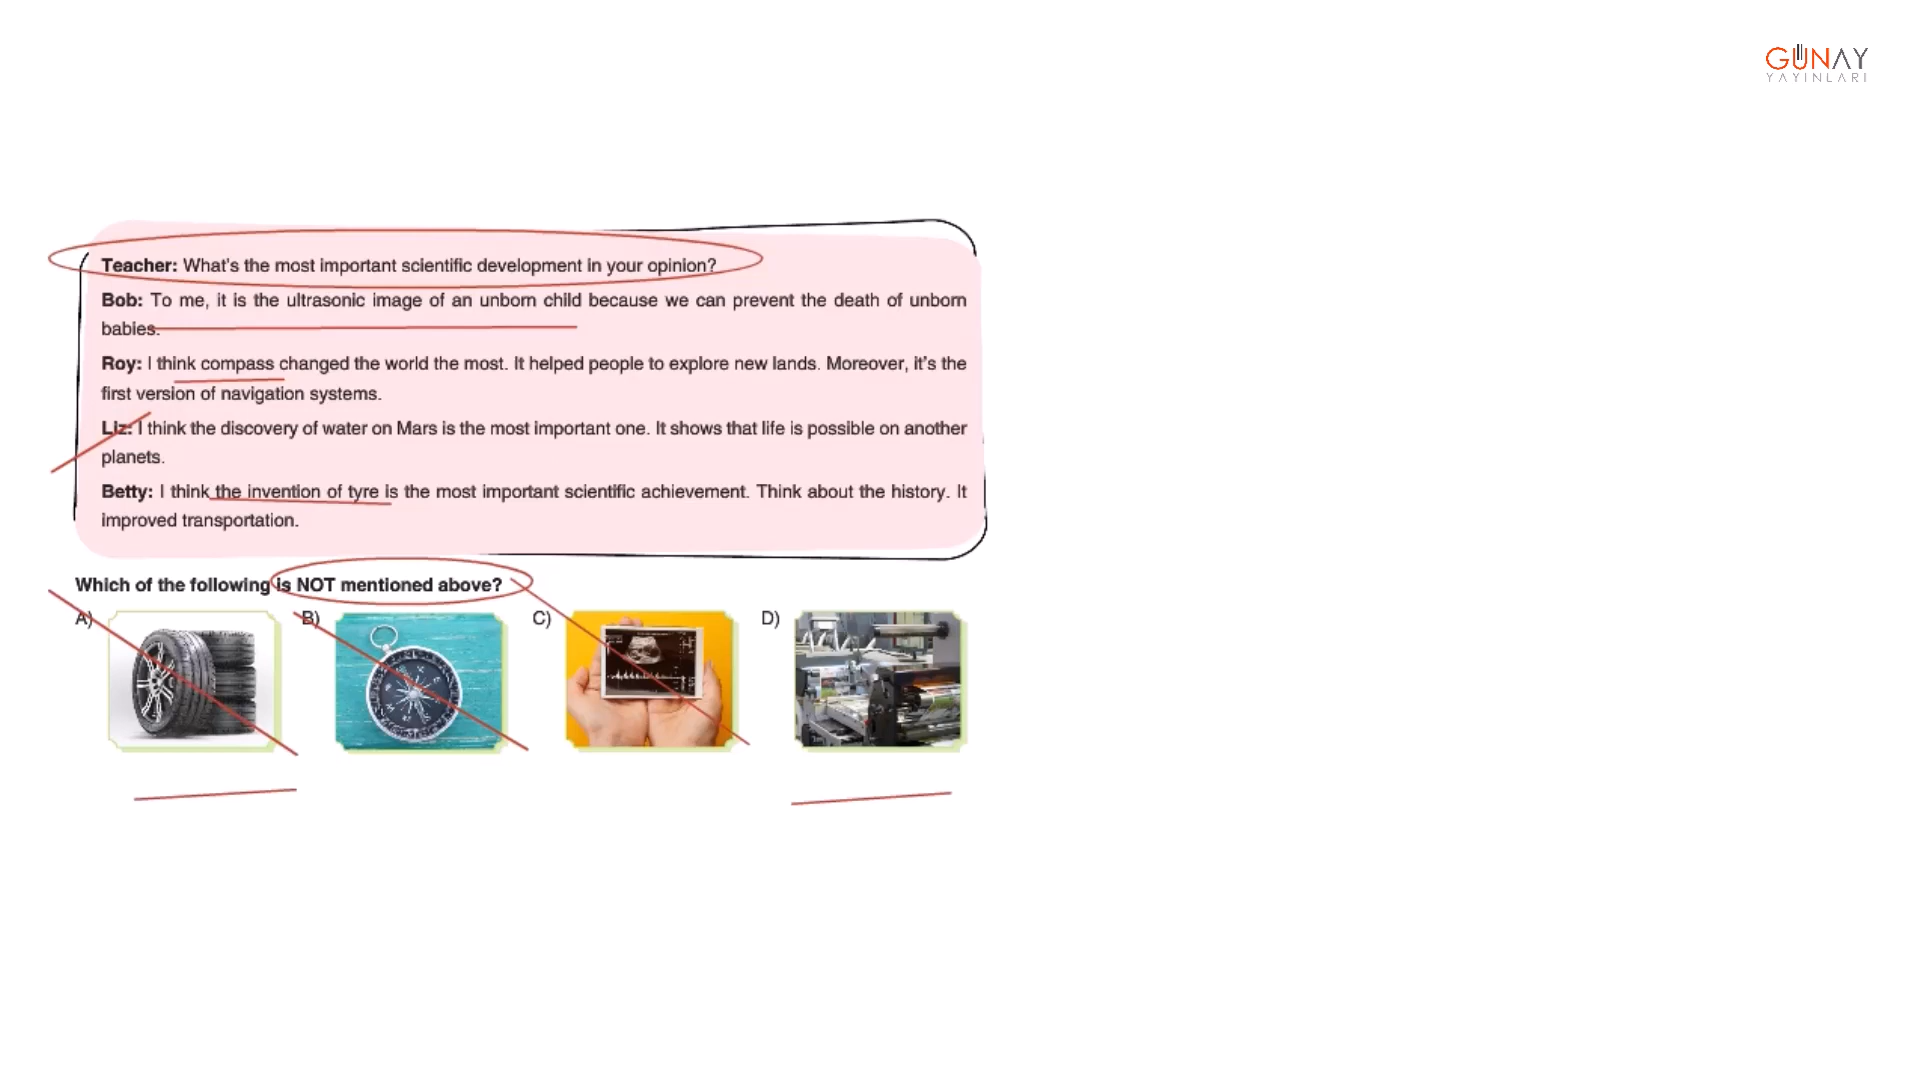 GÜNAY
YAYINLARI
Teacher: What's the most important scientific development in your opinion?
Bob: To me, it is the ultrasonic image of an unborn child because we can prevent the death of unborn
babies.
Roy: I think compass changed the world the most. It helped people to explore new lands. Moreover, it's the
first version of navigation systems.
Liz: I think the discovery of water on Mars is the most important one. It shows that life is possible on another
planets.
Betty: I think the invention of tyre is the most important scientific achievement. Think about the history. It
improved transportation.
Which of the following is NOT mentioned above?
A) B) C) D)